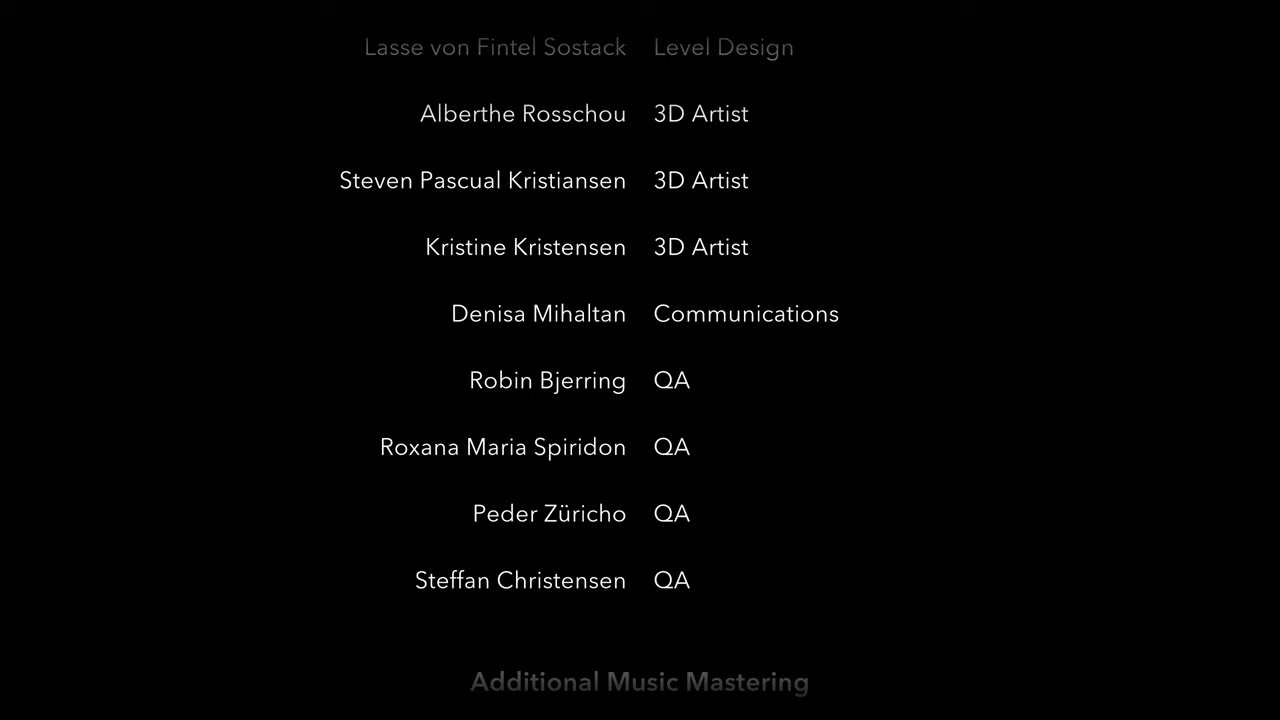 Lasse von Fintel Sostack Level Design
Alberthe Rosschou 3D Artist
Steven Pascual Kristiansen 3D Artist
Kristine Kristensen 3D Artist
Denisa Mihaltan Communications
Robin Bjerring QA
Roxana Maria Spiridon QA
Peder Züricho QA
Steffan Christensen QA
Additional Music Mastering